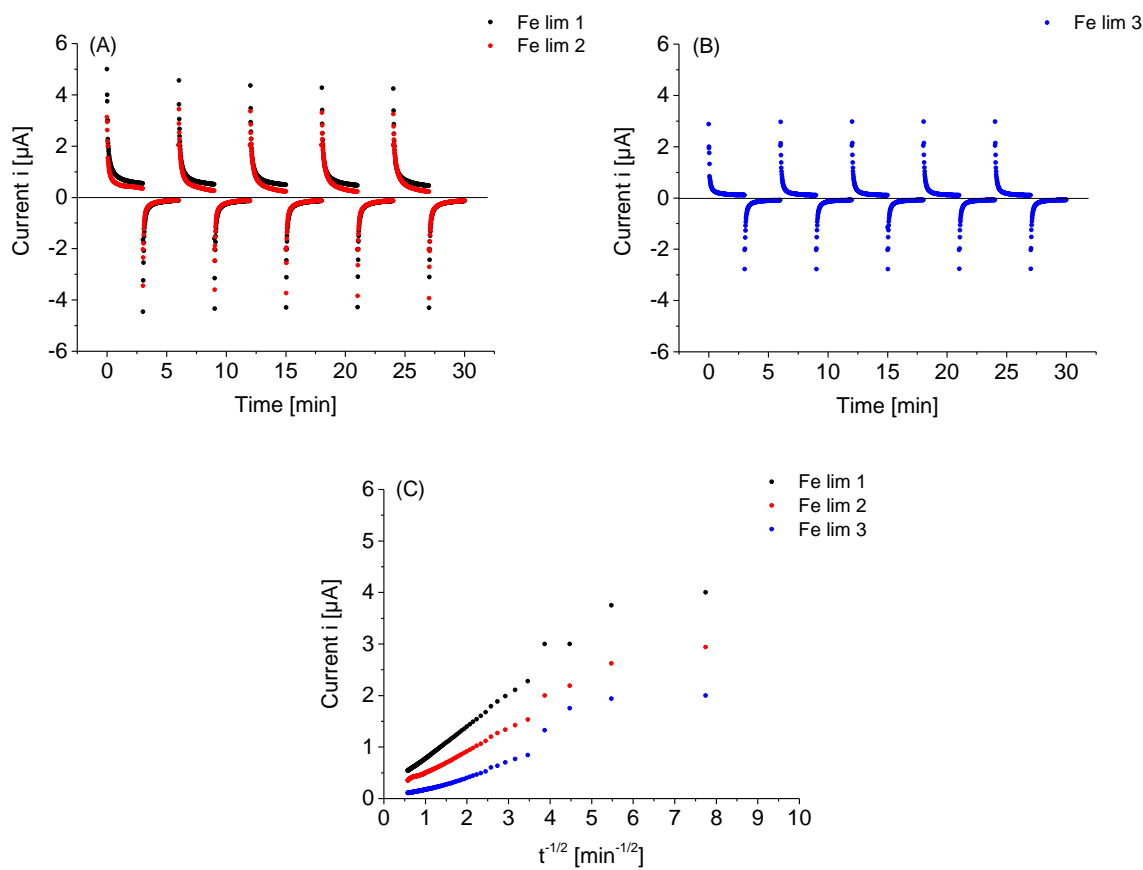 (A)
Fe lim 1
Fe lim 2
6
4
2
0
-2
-4
-6
Current i [µA]
0 5 10 15 20 25 30
Time [min]
(B)
Fe lim 3
6
4
2
0
-2
-4
-6
Current i [µA]
0 5 10 15 20 25 30
Time [min]
(C)
Fe lim 1
Fe lim 2
Fe lim 3
6
5
4
3
2
1
0
Current i [µA]
0 1 2 3 4 5 6 7 8 9 10
t-1/2 [min-1/2]